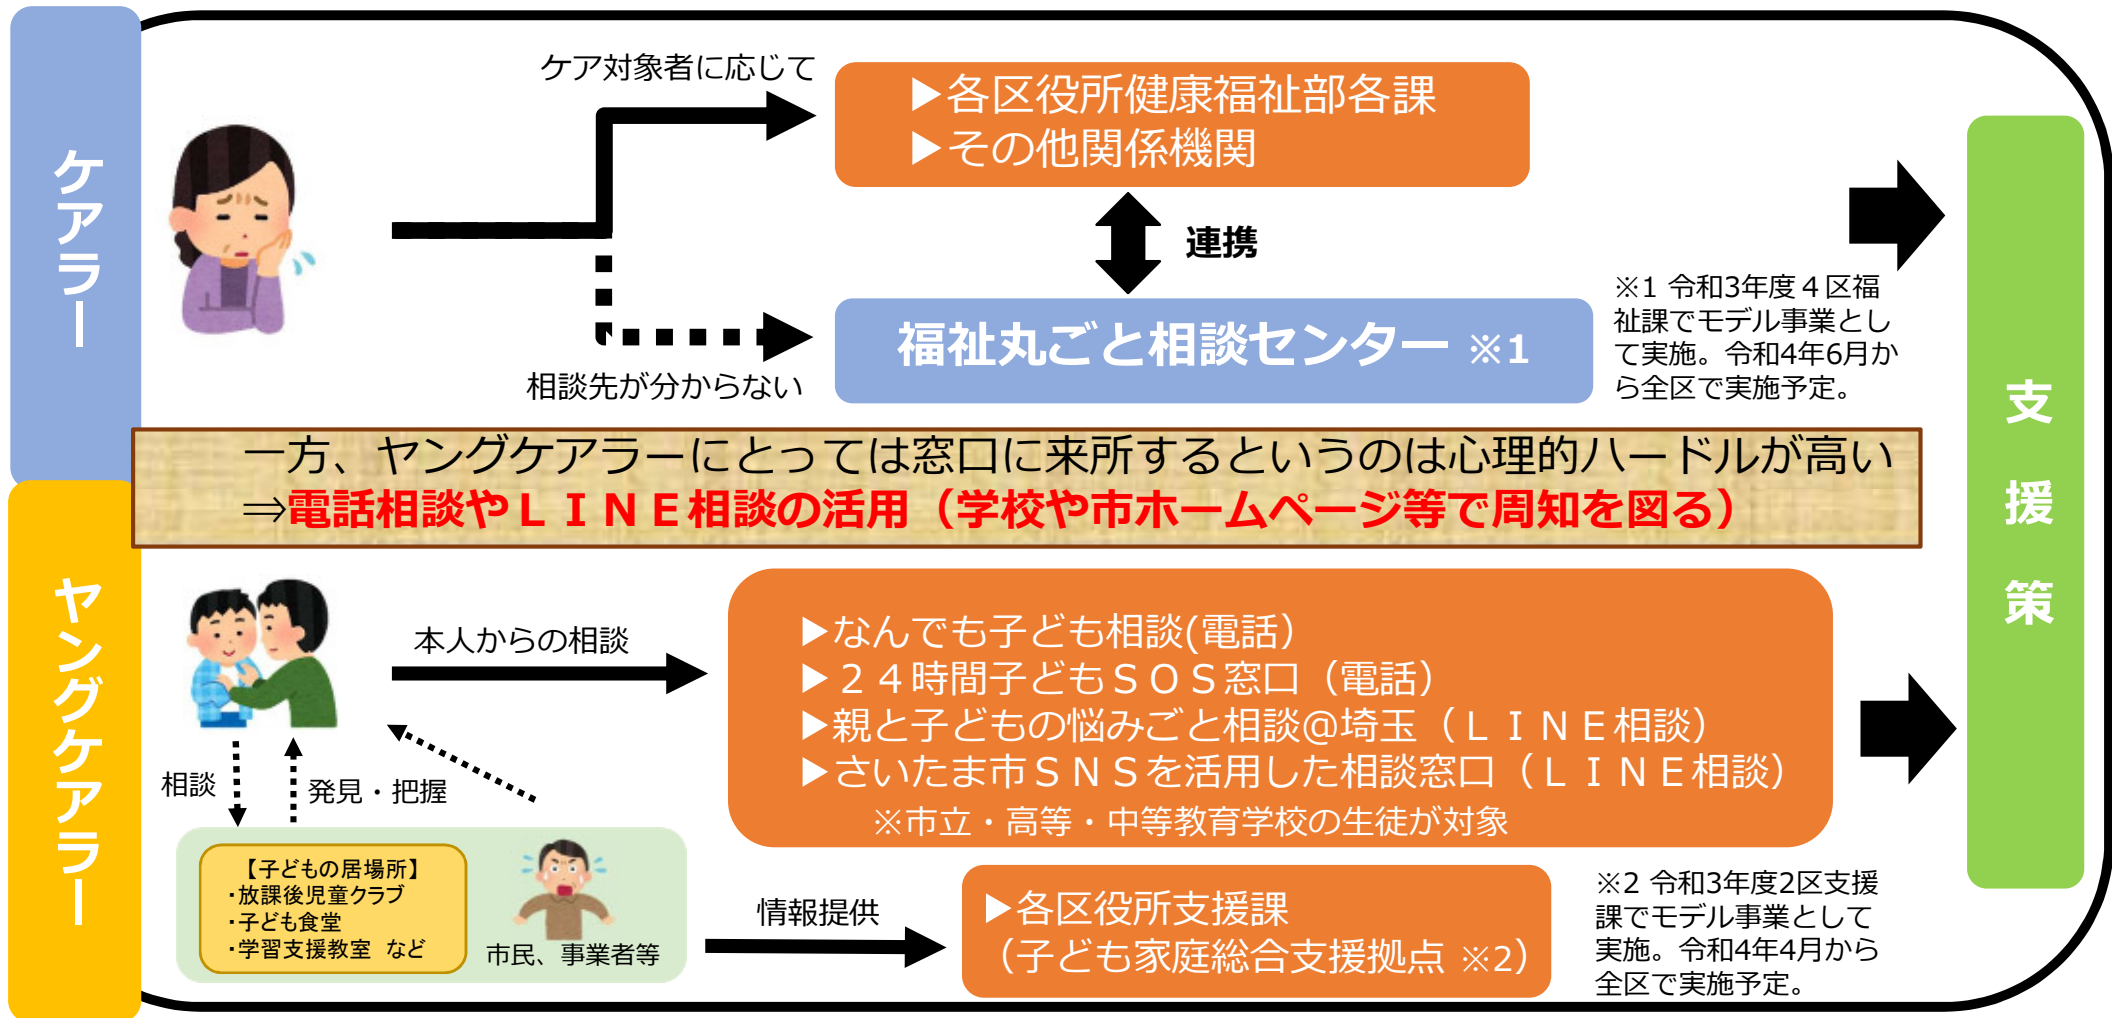 ケアラー
ケア対象者に応じて
▶各区役所健康福祉部各課
▶その他関係機関
連携
相談先が分からない
福祉丸ごと相談センター ※1
※1 令和3年度４区福
祉課でモデル事業とし
て実施。令和4年6月か
ら全区で実施予定。
支援策
一方、ヤングケアラーにとっては窓口に来所するというのは心理的ハードルが高い
⇒電話相談やＬＩＮＥ相談の活用（学校や市ホームページ等で周知を図る）
ヤングケアラー
本人からの相談
▶なんでも子ども相談(電話）
▶２４時間子どもＳＯＳ窓口（電話）
▶親と子どもの悩みごと相談@埼玉（ＬＩＮＥ相談）
▶さいたま市ＳＮＳを活用した相談窓口（ＬＩＮＥ相談）
※市立・高等・中等教育学校の生徒が対象
相談
発見・把握
【子どもの居場所】
・放課後児童クラブ
・子ども食堂
・学習支援教室 など
市民、事業者等
情報提供
▶各区役所支援課
（子ども家庭総合支援拠点 ※2）
※2 令和3年度2区支援
課でモデル事業として
実施。令和4年4月から
全区で実施予定。